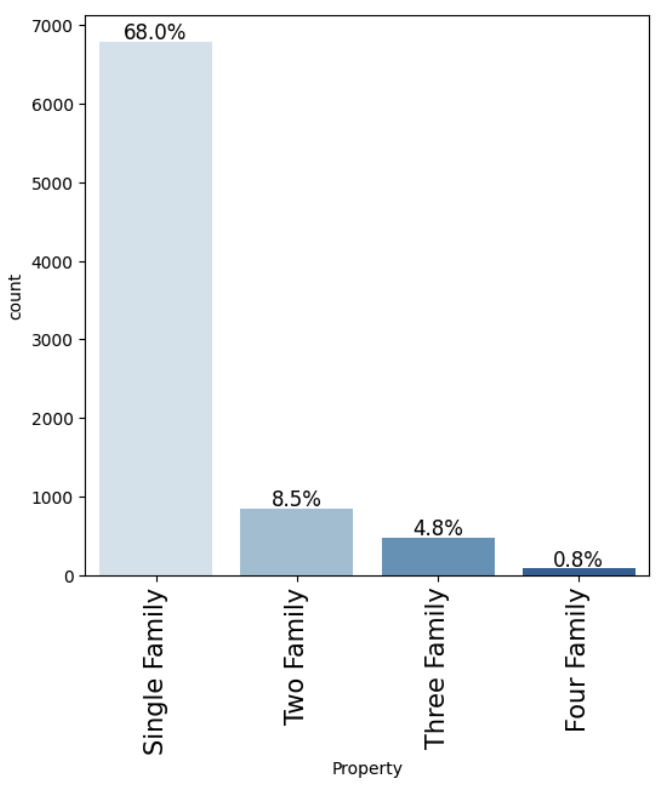 7000
68.0%
6000
5000
4000
count
3000
2000
1000
8.5%
4.8%
0.8%
0
Single Family
Two Family
Three Family
Four Family
Property